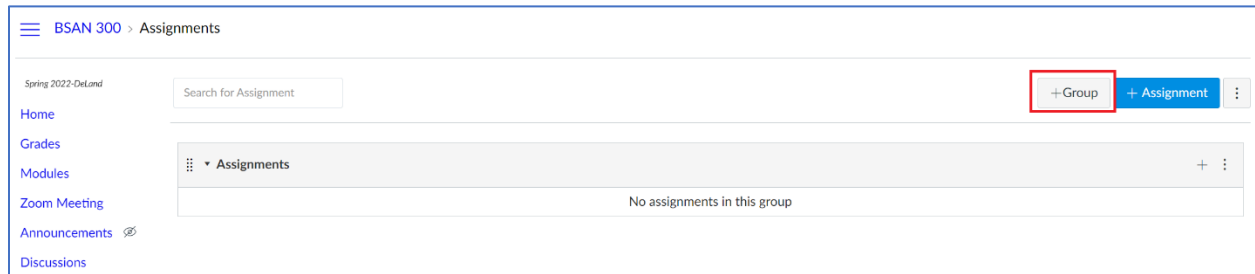 BSAN 300 > Assignments
Spring 2022-DeLand
Search for Assignment
+Group
+ Assignment
Home
Grades
Modules
Zoom Meeting
Announcements
Discussions
Assignments
No assignments in this group